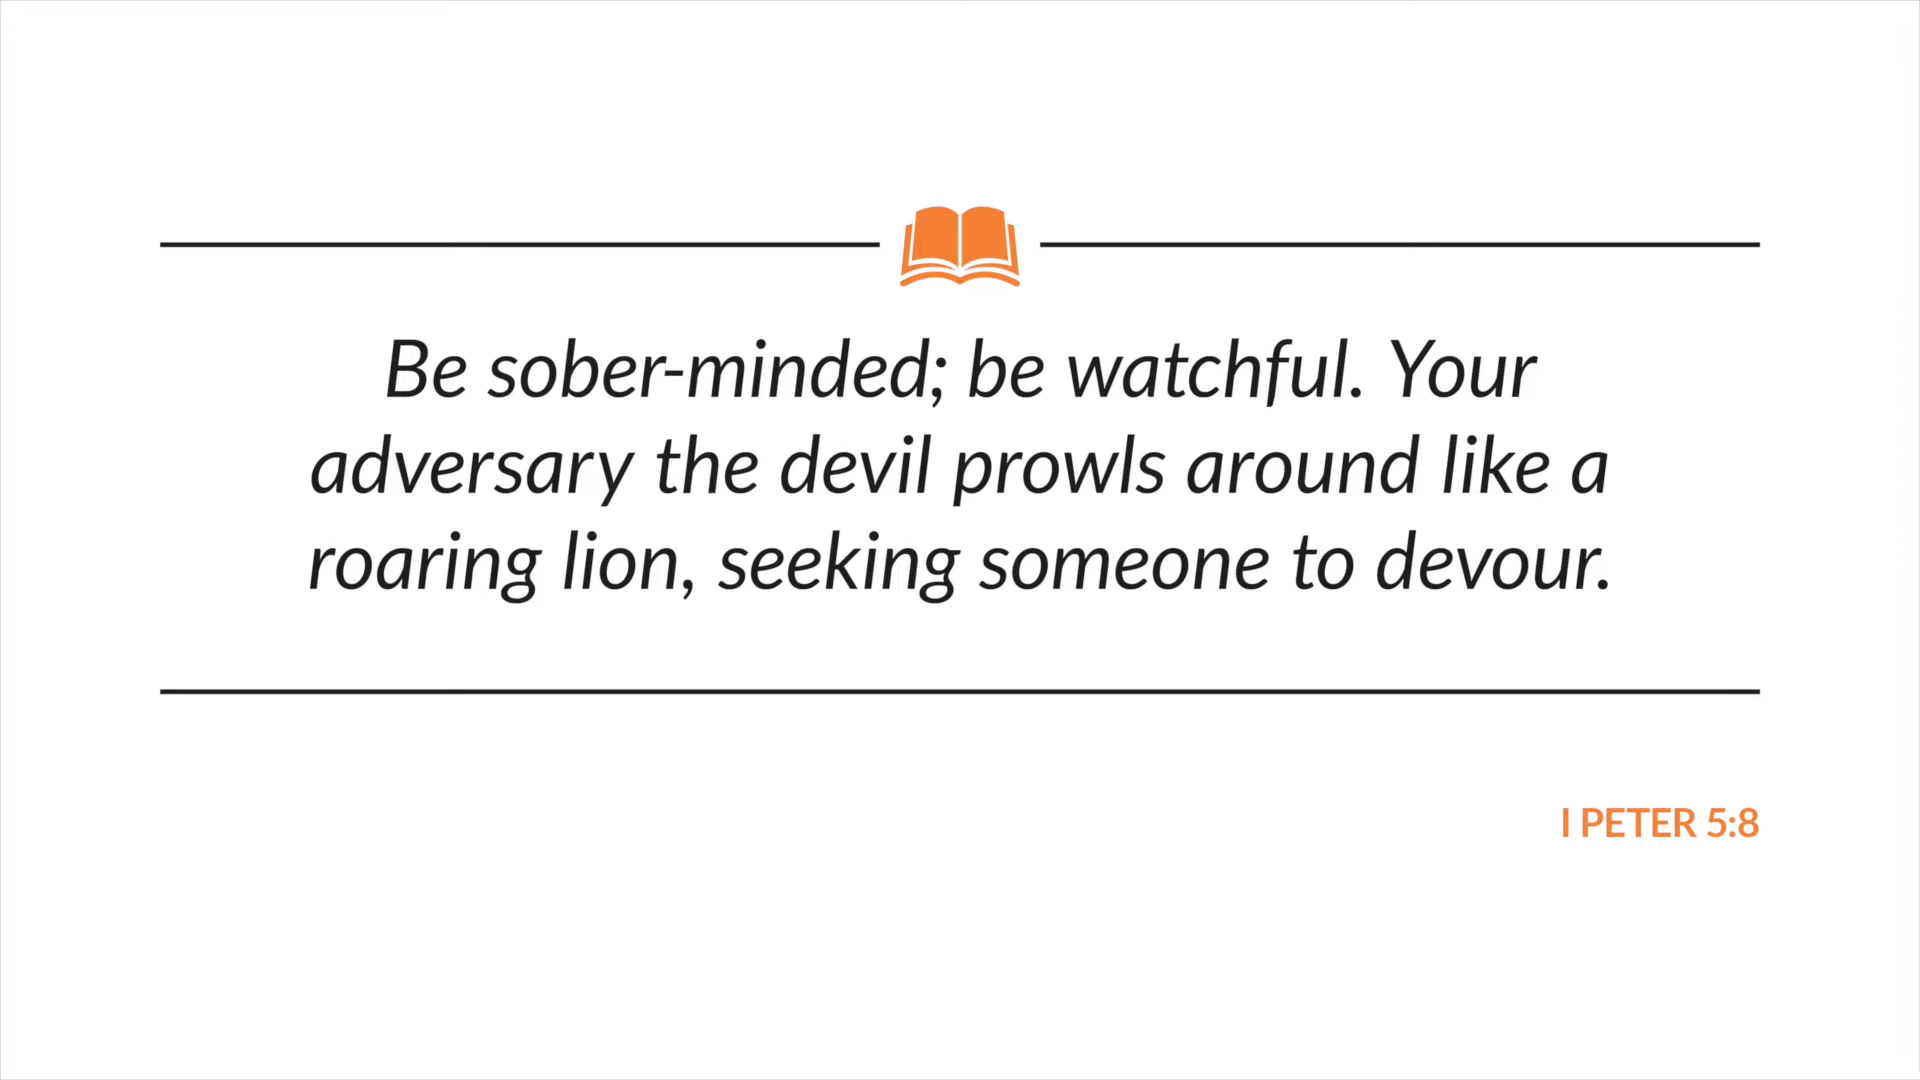 Be sober-minded; be watchful. Your
adversary the devil prowls around like a
roaring lion, seeking someone to devour.
I PETER 5:8